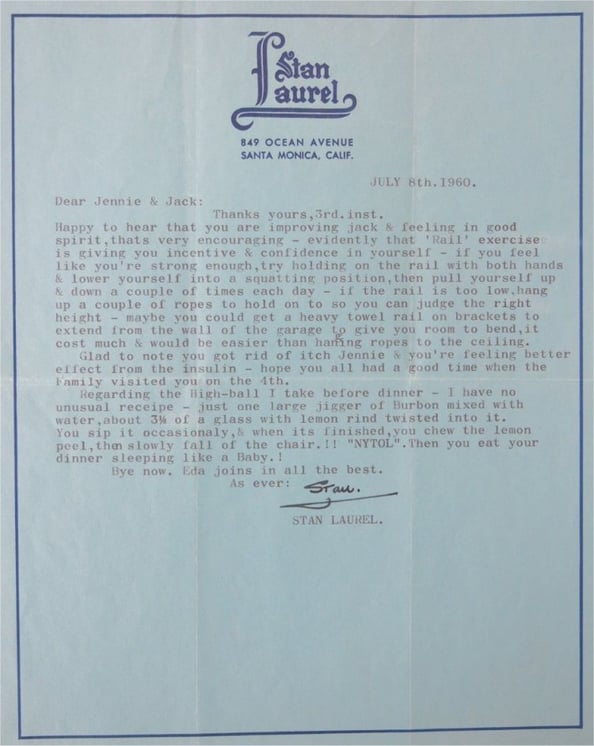 Stan
Laurel
849 OCEAN AVENUE
SANTA MONICA, CALIF.
JULY 8th.1960.
Dear Jennie & Jack:
Thanks yours,3rd.inst.
Happy to hear that you are improving jack & feeling in good
spirit,thats very encouraging - evidently that 'Rail' exercise
is giving you incentive & confidence in yourself - if you feel
like you're strong enough,try holding on the rail with both hands
& lower yourself into a squatting position,then pull yourself up
& down a couple of times each day - if the rail is too low,hang
up a couple of ropes to hold on to so you can judge the right
height - maybe you could get a heavy towel rail on brackets to
extend from the wall of the garage to give you room to bend,it
cost much & would be easier than hanging ropes to the ceiling.
Glad to note you got rid of itch Jennie & you're feeling better
effect from the insulin - hope you all had a good time when the
Family visited you on the 4th.
Regarding the High-ball I take before dinner - I have no
unusual receipe - just one large jigger of Burbon mixed with
water,about 3¼ of a glass with lemon rind twisted into it.
You sip it occasionaly,& when its finished,you chew the lemon
peel,then slowly fall of the chair.!! "NYTOL".Then you eat your
dinner sleeping like a Baby.!
Bye now. Eda joins in all the best.
As ever: Stan.
STAN LAUREL.